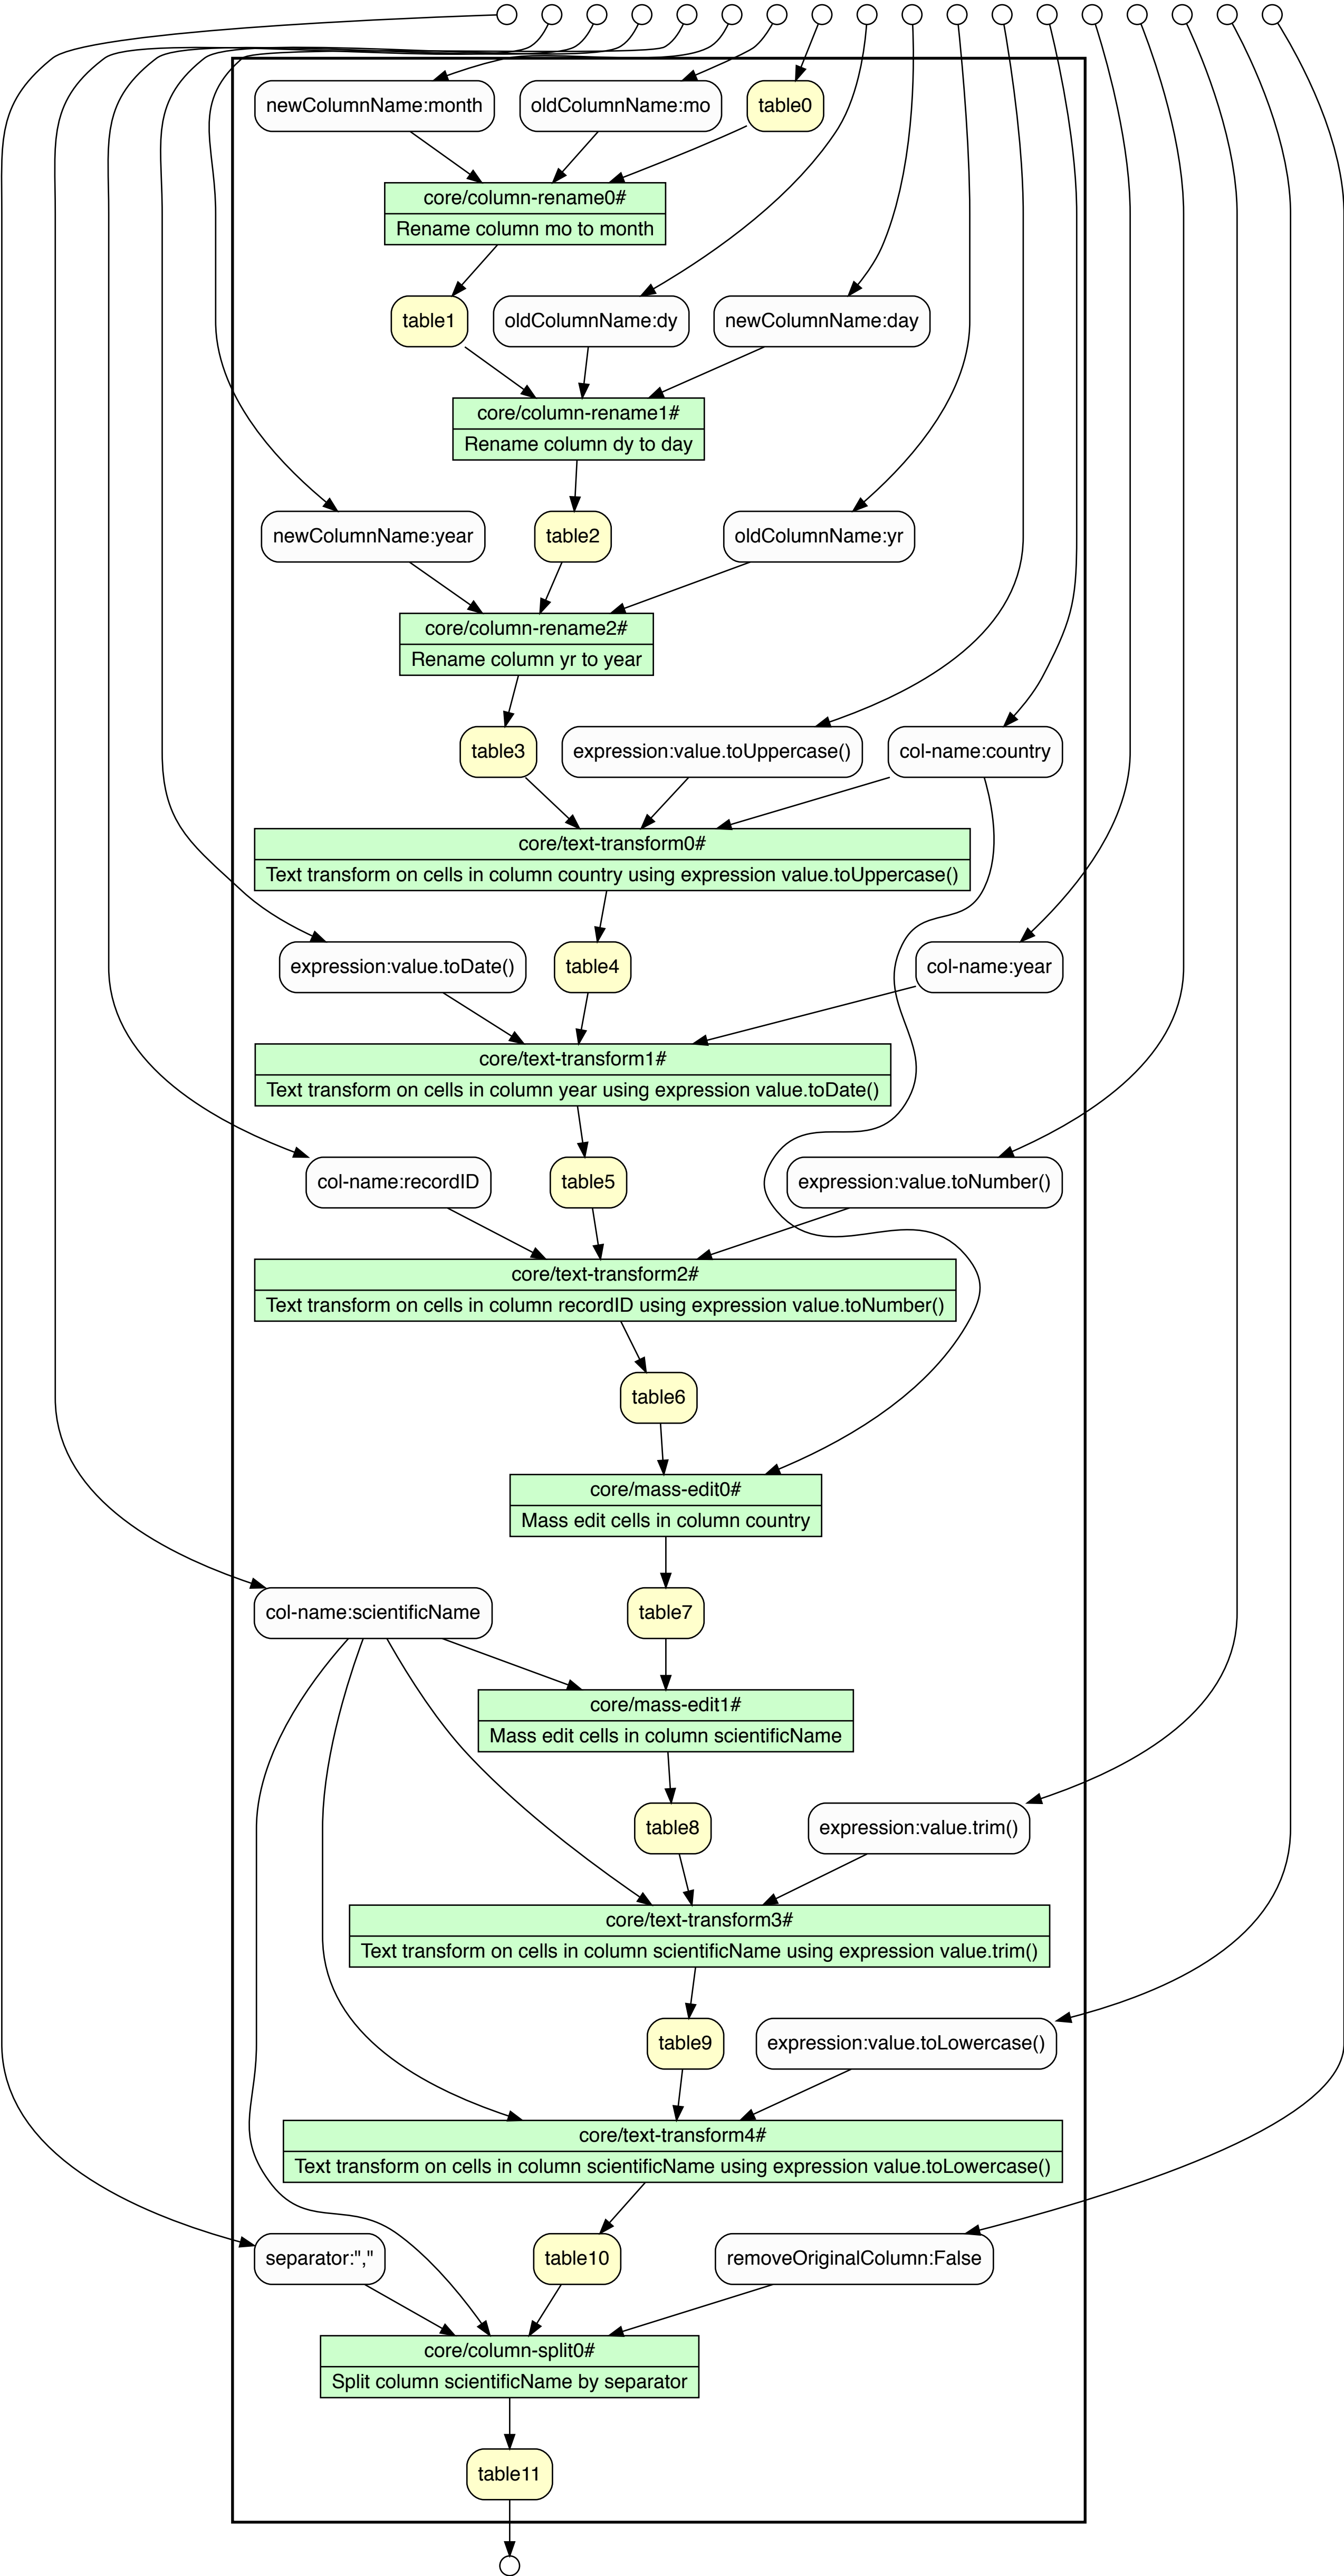 newColumnName:month
oldColumnName:mo
table0
core/column-rename0#
Rename column mo to month
table1
oldColumnName:dy
newColumnName:day
core/column-rename1#
Rename column dy to day
newColumnName:year
table2
oldColumnName:yr
core/column-rename2#
Rename column yr to year
table3
expression:value.toUppercase()
col-name:country
core/text-transform0#
Text transform on cells in column country using expression value.toUppercase()
expression:value.toDate()
table4
col-name:year
core/text-transform1#
Text transform on cells in column year using expression value.toDate()
col-name:recordID
table5
expression:value.toNumber()
core/text-transform2#
Text transform on cells in column recordID using expression value.toNumber()
table6
core/mass-edit0#
Mass edit cells in column country
col-name:scientificName
table7
core/mass-edit1#
Mass edit cells in column scientificName
table8
expression:value.trim()
core/text-transform3#
Text transform on cells in column scientificName using expression value.trim()
table9
expression:value.toLowercase()
core/text-transform4#
Text transform on cells in column scientificName using expression value.toLowercase()
separator:","
table10
removeOriginalColumn:False
core/column-split0#
Split column scientificName by separator
table11